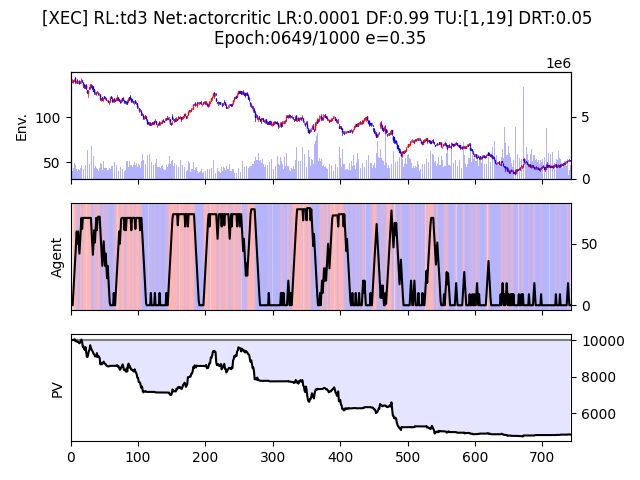 [XEC] RL:td3 Net:actorcritic LR:0.0001 DF:0.99 TU:[1,19] DRT:0.05
Epoch:0649/1000 e=0.35
1e6
Env.
100
50
5
0
Agent
50
0
PV
10000
8000
6000
0 100 200 300 400 500 600 700